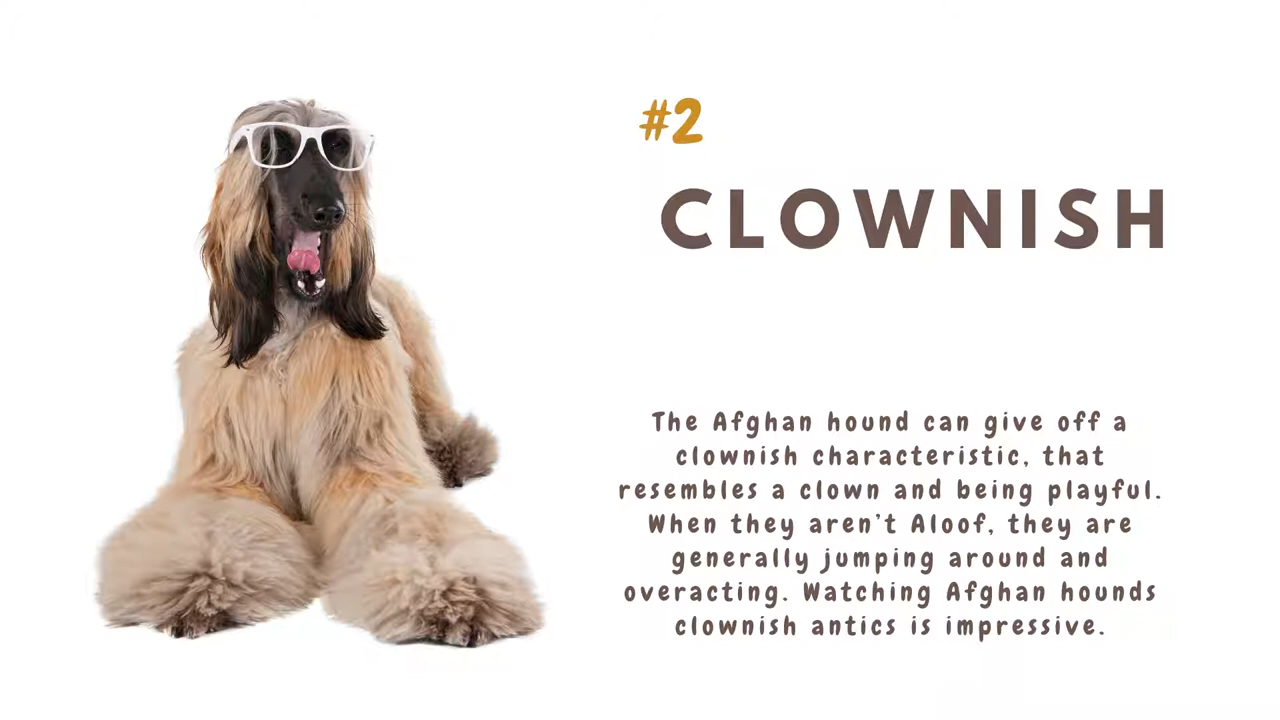 #2
CLOWNISH
The Afghan hound can give off a
clownish characteristic, that
resembles a clown and being playful.
When they aren't Aloof, they are
generally jumping around and
overacting. Watching Afghan hounds
clownish antics is impressive.